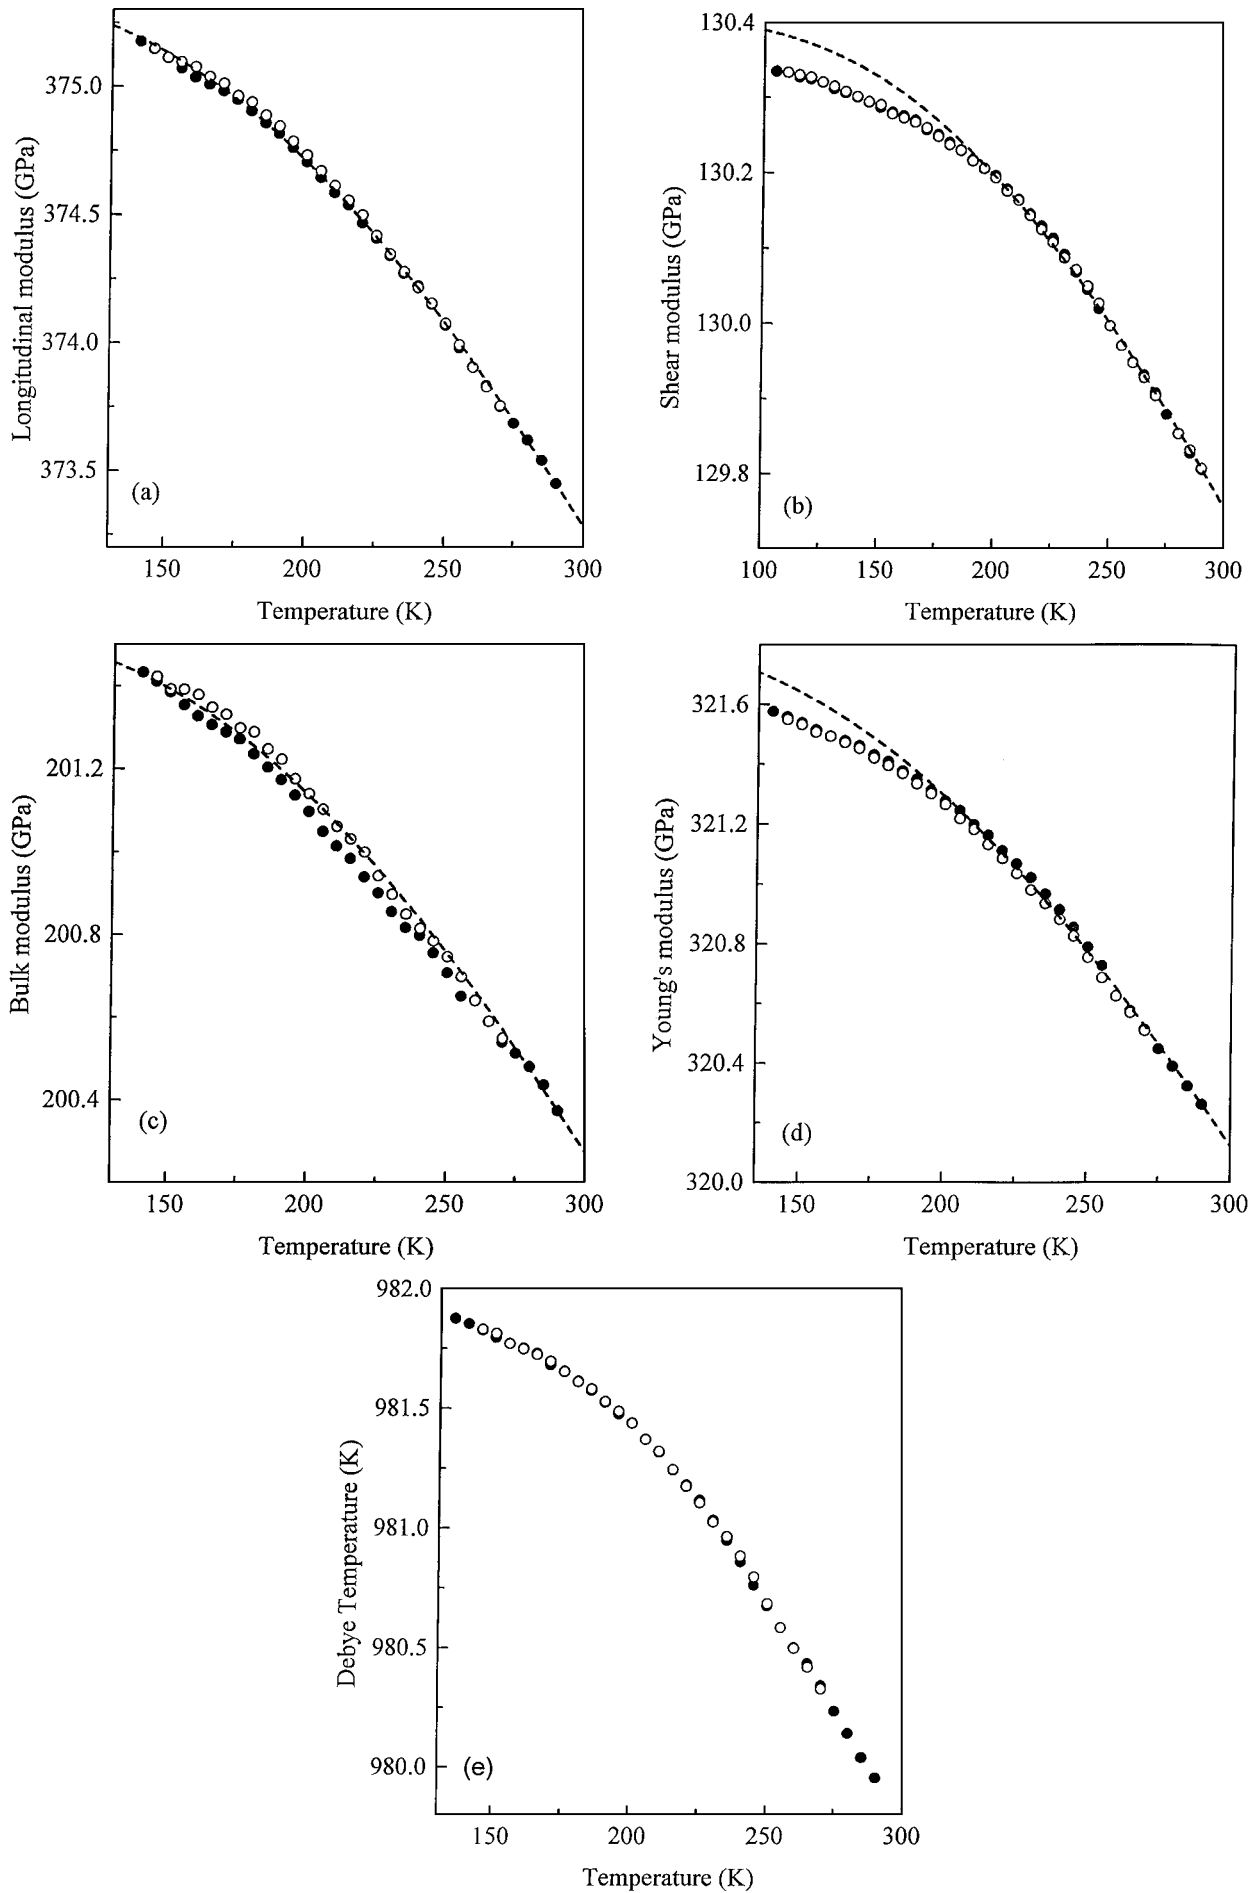 Longitudinal modulus (GPa)
375.0
374.5
374.0
373.5
(a)
150 200 250 300
Temperature (K)
Shear modulus (GPa)
130.4
130.2
130.0
129.8
(b)
100 150 200 250 300
Temperature (K)
Bulk modulus (GPa)
201.2
200.8
200.4
(c)
150 200 250 300
Temperature (K)
Young's modulus (GPa)
321.6
321.2
320.8
320.4
320.0
(d)
150 200 250 300
Temperature (K)
Debye Temperature (K)
982.0
981.5
981.0
980.5
980.0
(e)
150 200 250 300
Temperature (K)